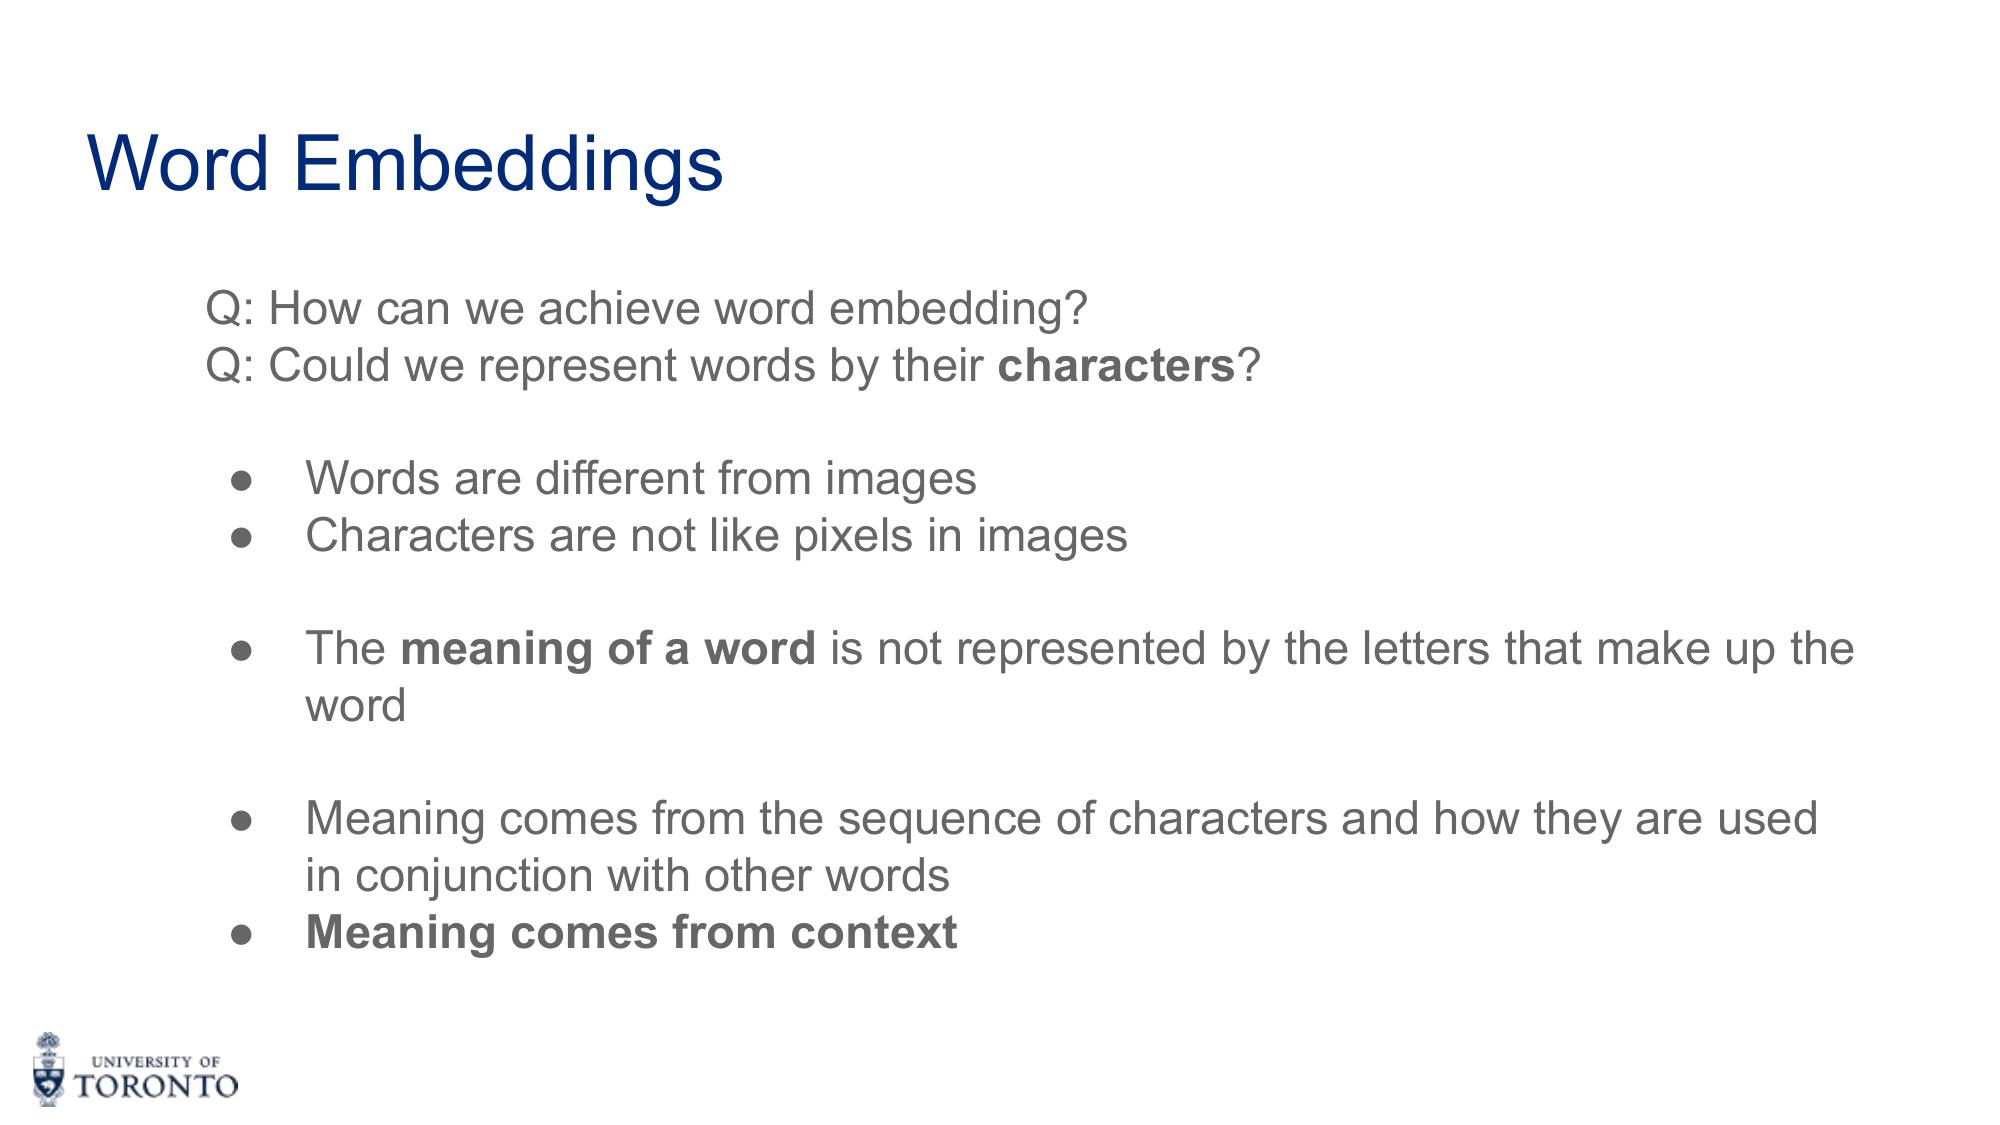 Word Embeddings
Q: How can we achieve word embedding?
Q: Could we represent words by their characters?
● Words are different from images
● Characters are not like pixels in images
● The meaning of a word is not represented by the letters that make up the
word
● Meaning comes from the sequence of characters and how they are used
in conjunction with other words
● Meaning comes from context
UNIVERSITY OF
TORONTO